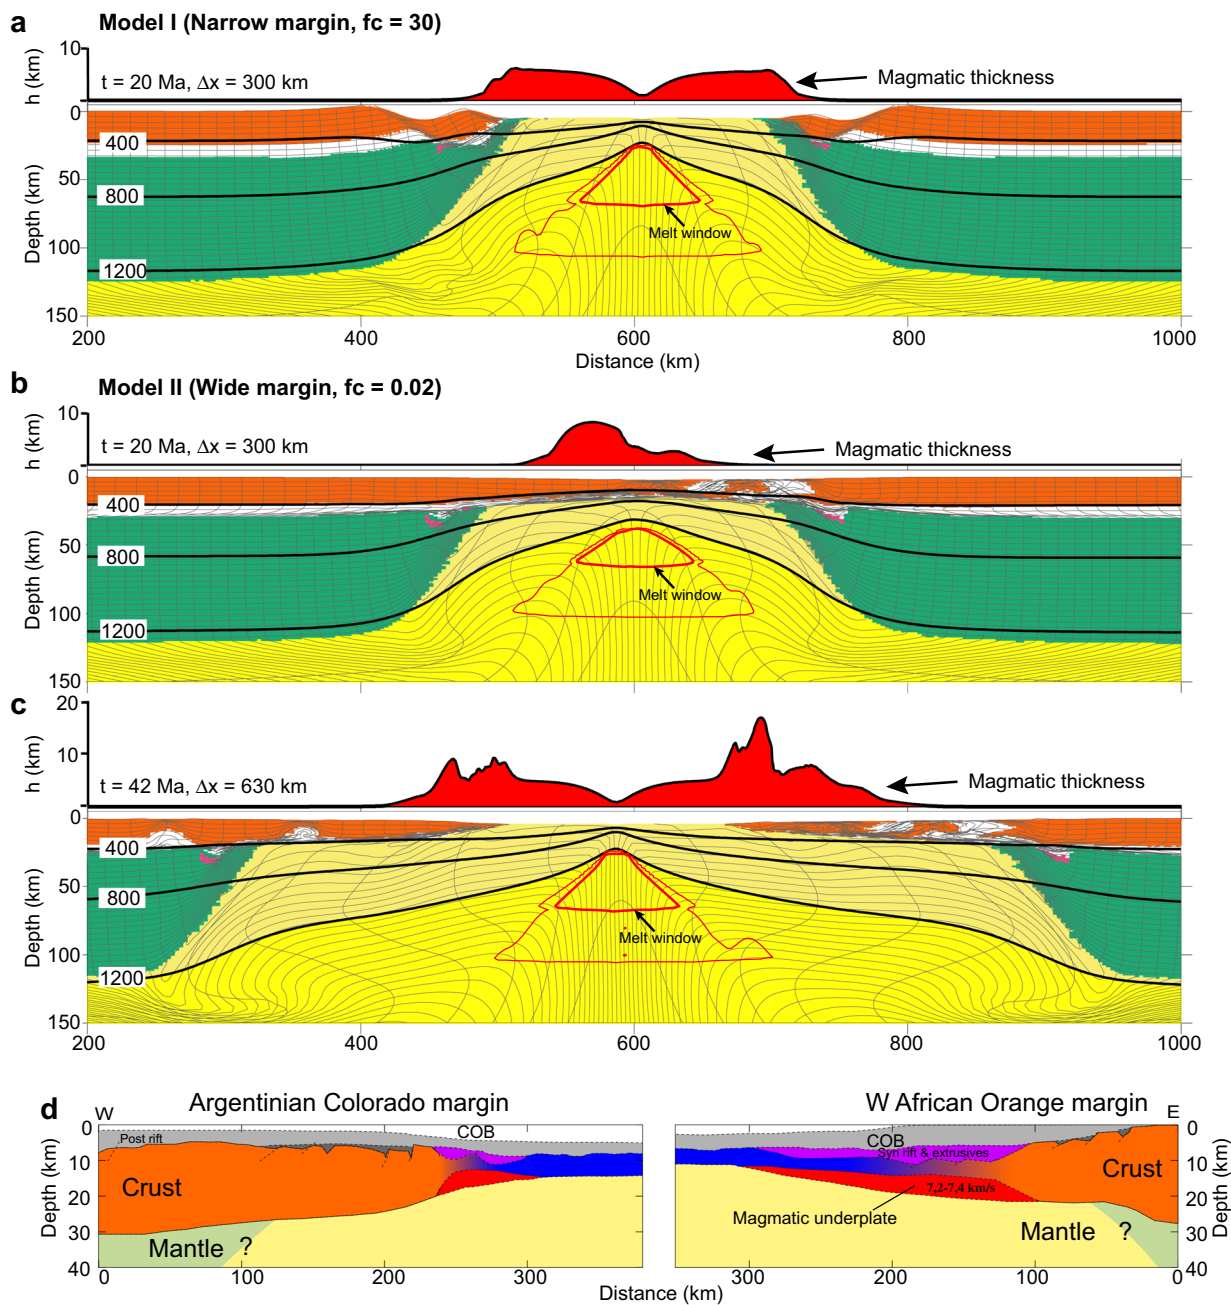 a Model I (Narrow margin, fc = 30)
10
h (km)
t = 20 Ma, Δx = 300 km
Magmatic thickness
0
400
50
800
Depth (km)
Melt window
100
1200
150
200 400 600 800 1000
Distance (km)
b Model II (Wide margin, fc = 0.02)
10
h (km)
t = 20 Ma, Δx = 300 km
Magmatic thickness
0
0
400
50
800
Depth (km)
Melt window
100
1200
150
c
20
h (km)
10
t = 42 Ma, Δx = 630 km
Magmatic thickness
0
0
400
50
800
Depth (km)
Melt window
100
1200
150
200 400 600 800 1000
d
Argentinian Colorado margin W African Orange margin
W E
0 Post rift COB COB 0
Syn rift & extrusives
10 10
Crust 7,2-7,4 km/s Crust
20 20
Magmatic underplate
30 30
Mantle ? Mantle ?
40 40
Depth (km) Depth (km)
0 100 200 300 300 200 100 0
Distance (km)